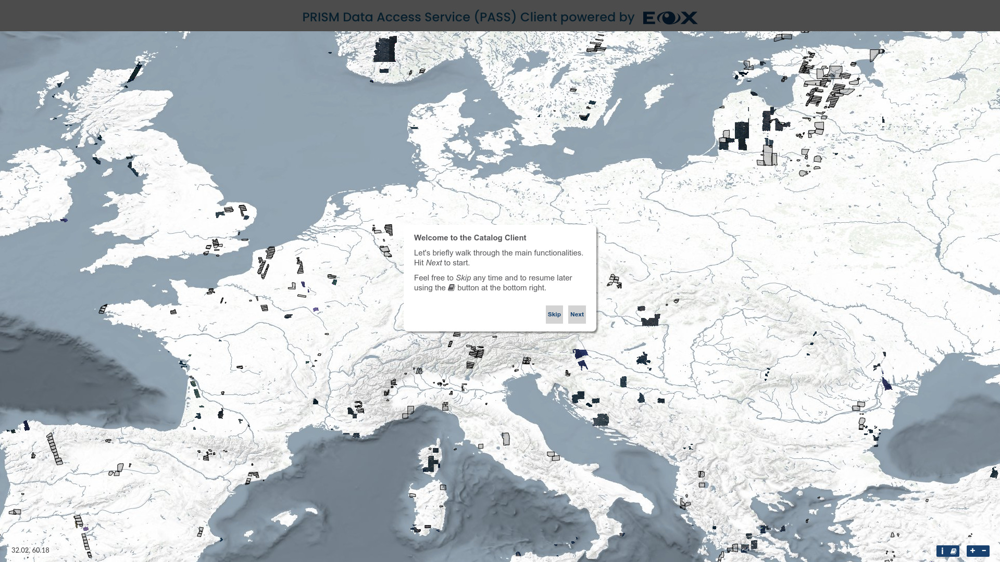 PRISM Data Access Service (PASS) Client powered by EOX
Welcome to the Catalog Client
Let's briefly walk through the main functionalities.
Hit Next to start.
Feel free to Skip any time and to resume later
using the button at the bottom right.
Skip Next
32.02, 60.18
i + −